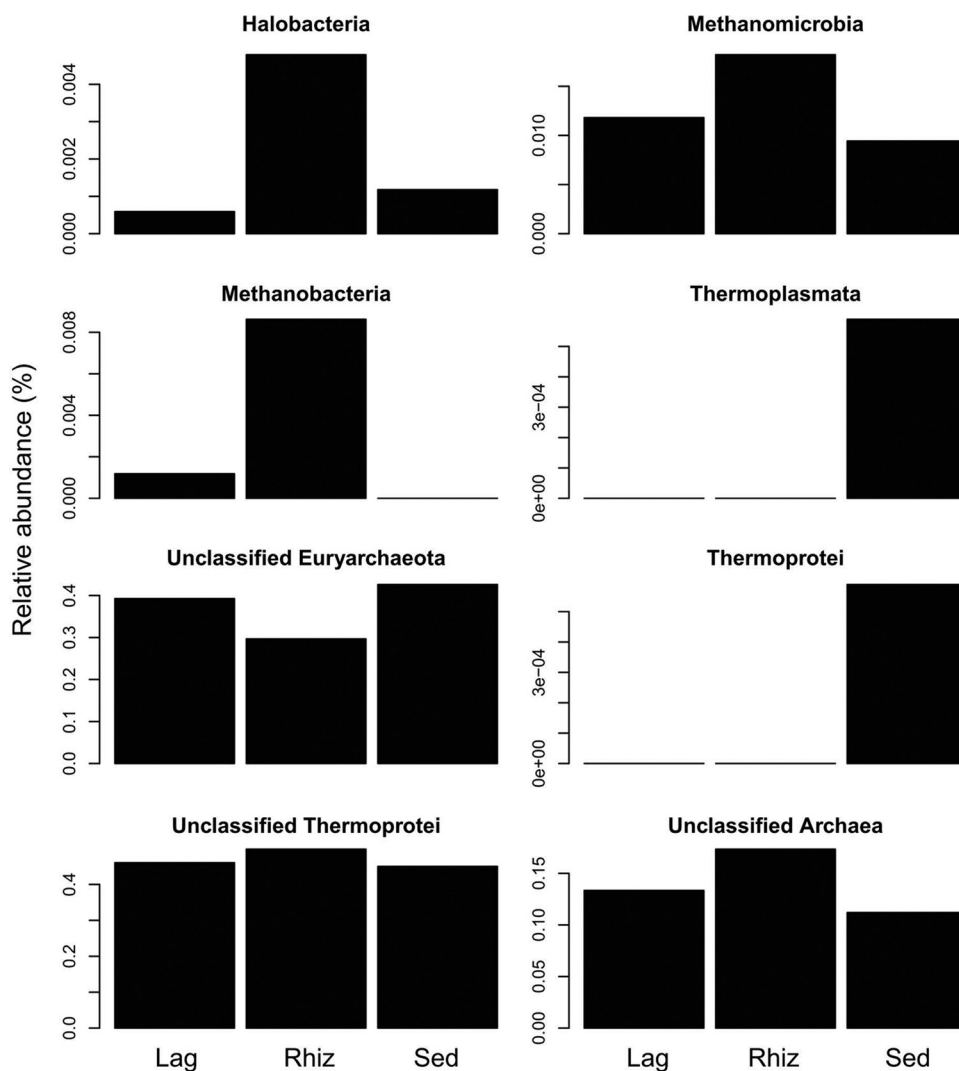 Halobacteria
0.004
0.002
0.000
Methanomicrobia
0.010
0.000
Methanobacteria
0.008
0.004
0.000
Thermoplasmata
3e−04
0e+00
Relative abundance (%)
Unclassified Euryarchaeota
0.4
0.3
0.2
0.1
0.0
Thermoprotei
3e−04
0e+00
Unclassified Thermoprotei
0.4
0.2
0.0
Unclassified Archaea
0.15
0.10
0.05
0.00
Lag Rhiz Sed
Lag Rhiz Sed